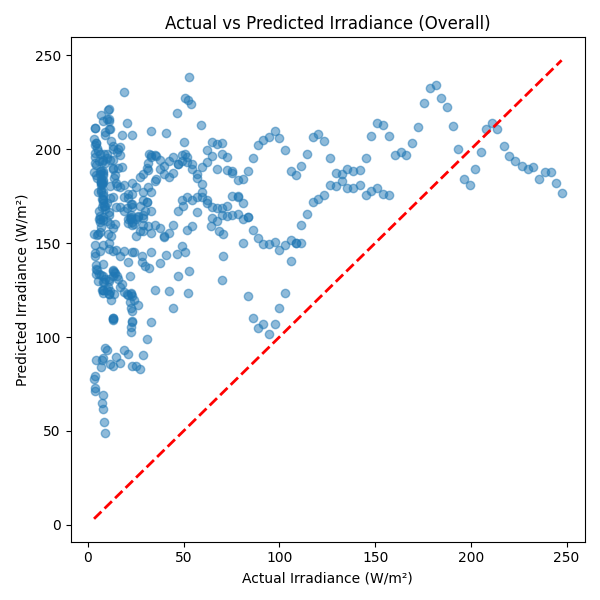 Actual vs Predicted Irradiance (Overall)
Predicted Irradiance (W/m²)
250
200
150
100
50
0
0 50 100 150 200 250
Actual Irradiance (W/m²)